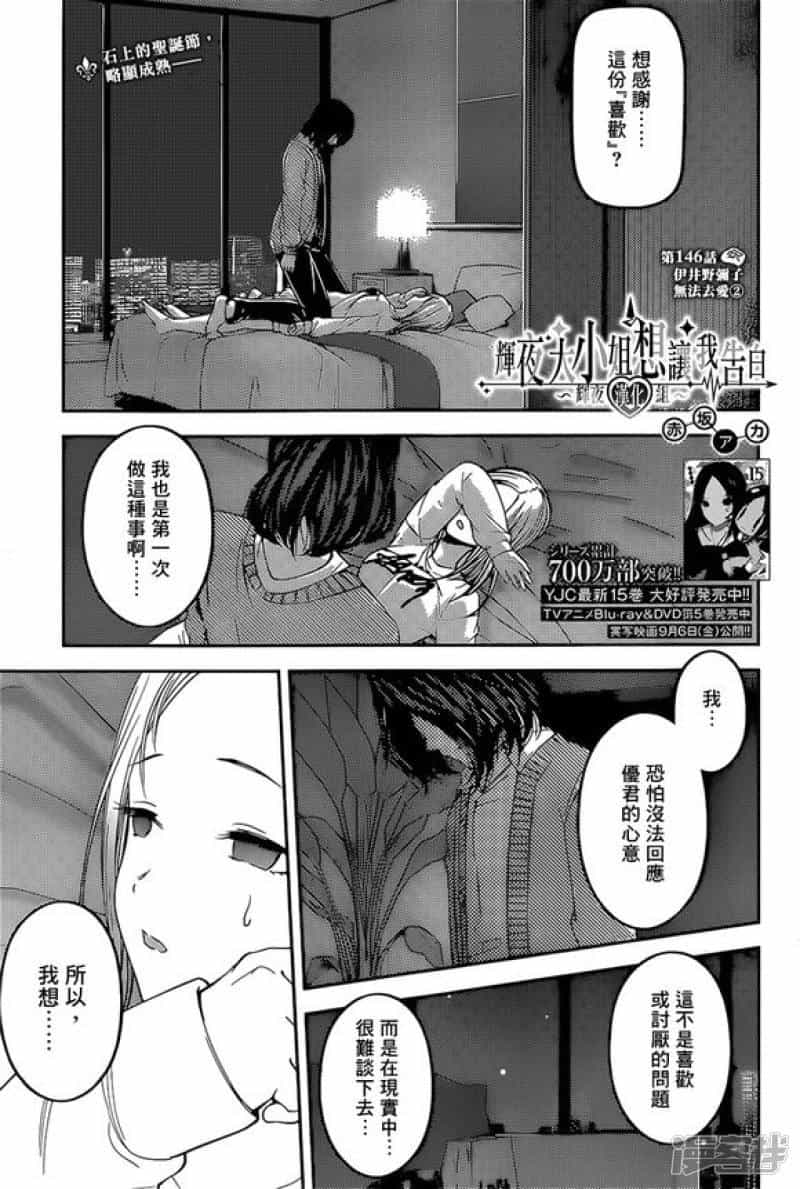 想感謝……
這份『喜歡』？
石上的聖誕節，
略顯成熟——
第146話
伊井野彌子
無法去愛②
輝夜大小姐想讓我告白
～輝夜 演化 組～
赤坂アカ
15
シリーズ累計
700万部突破!!
YJC最新15巻 大好評発売中!!
TVアニメBlu-ray&DVD第5巻発売中
実写映画9月6日(金)公開!!
我也是第一次
做這種事啊……
我…
恐怕沒法回應
優君的心意
這不是喜歡
或討厭的問題
而是在現實中…
很難談下去…
所以，
我想……
漫客栈